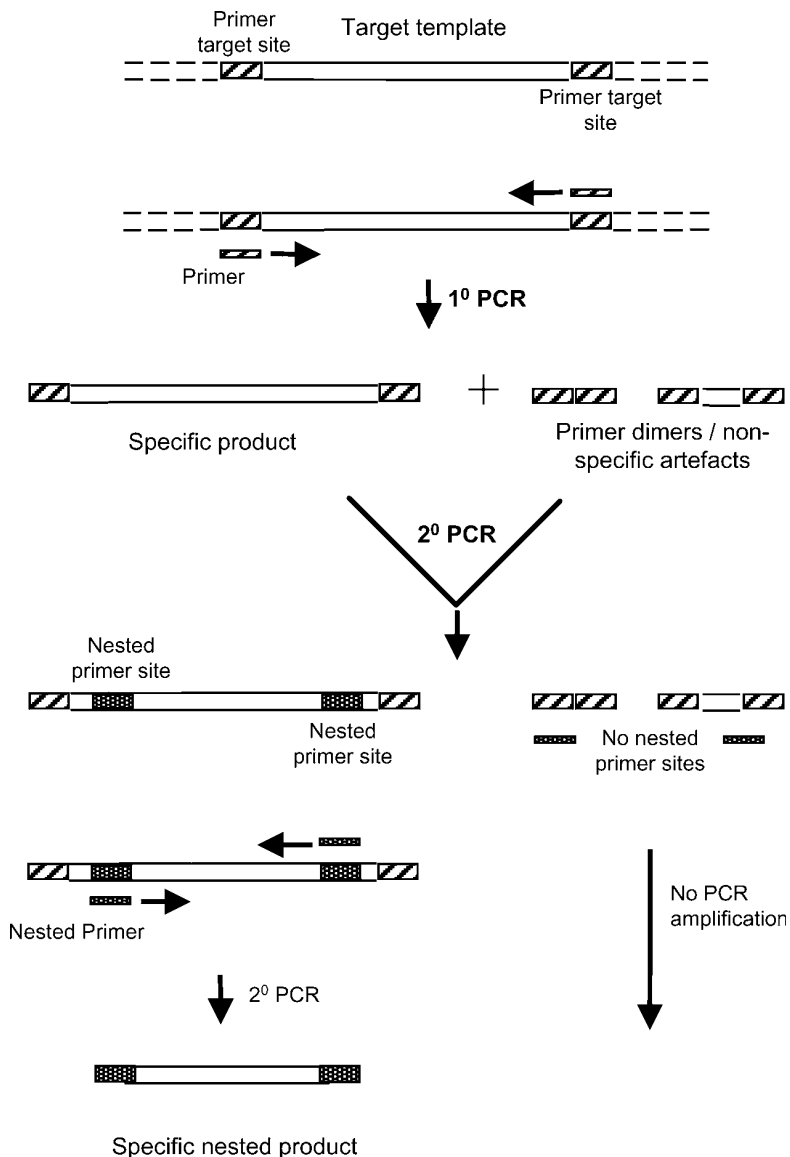 Primer
target site
Target template
Primer target
site
Primer
1⁰ PCR
Specific product
Primer dimers / non-
specific artefacts
2⁰ PCR
Nested
primer site
Nested
primer site
No nested
primer sites
Nested Primer
No PCR
amplification
2⁰ PCR
Specific nested product